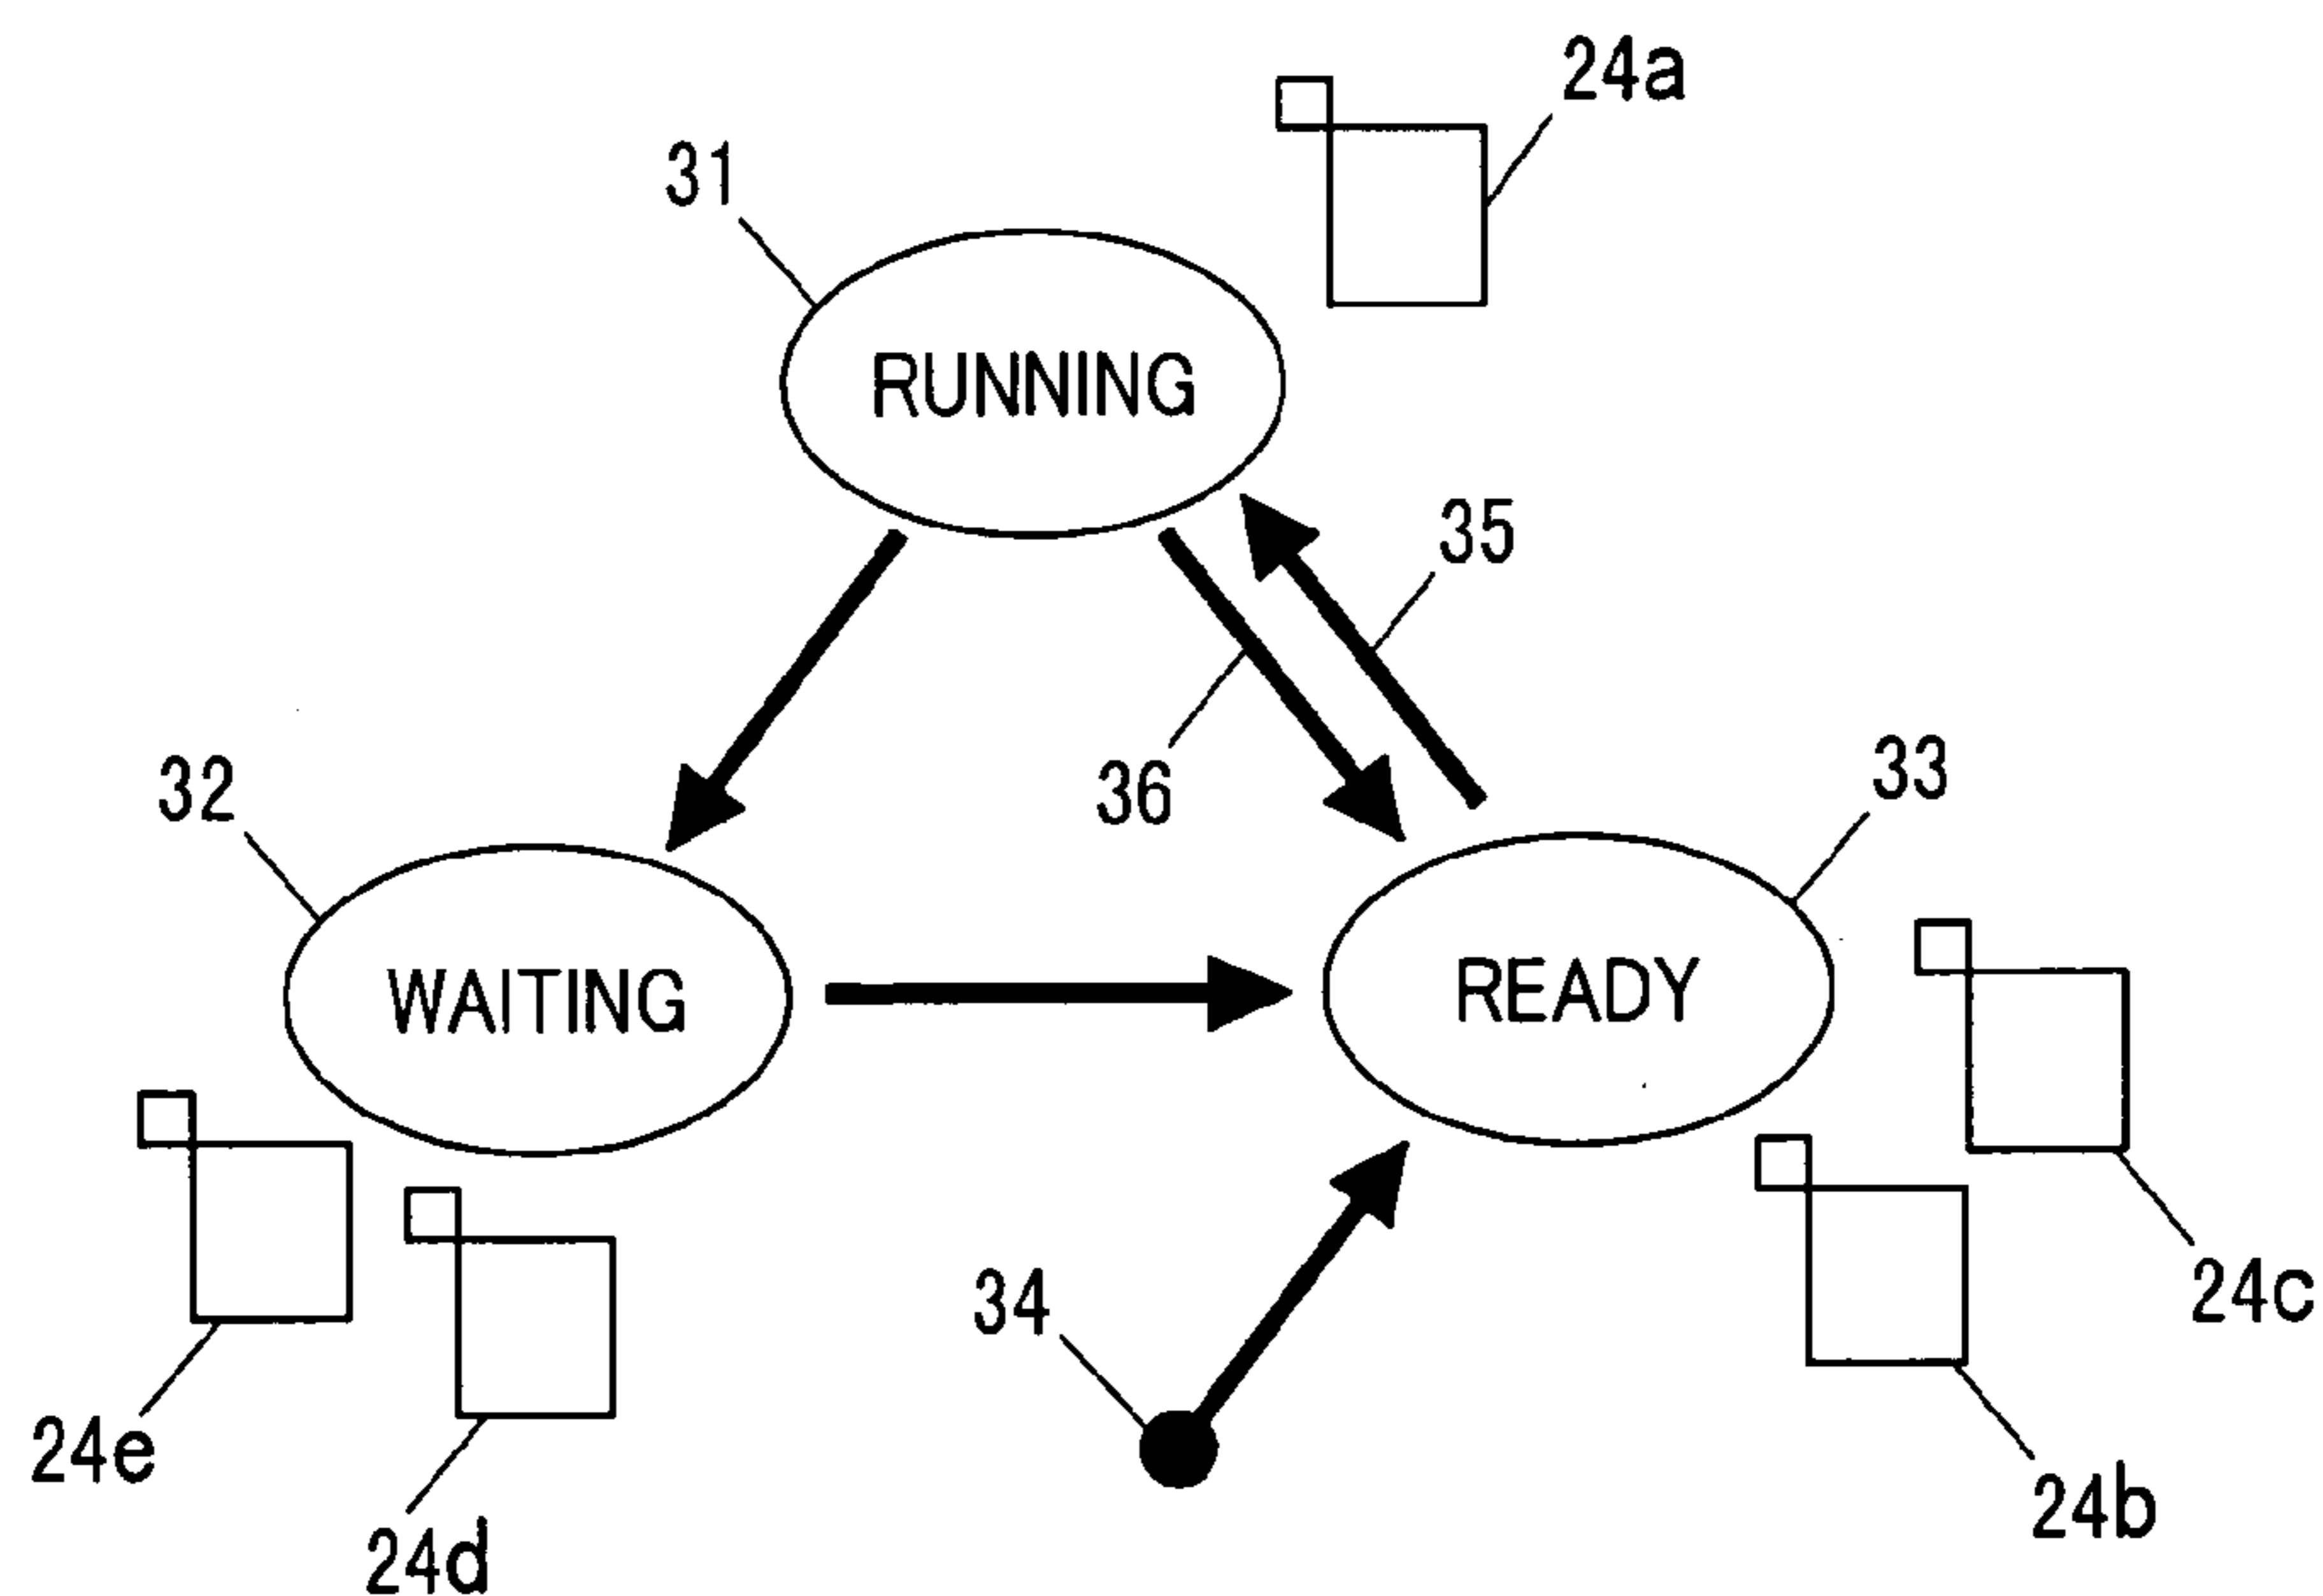 24a
31
RUNNING
35
36
32
33
WAITING
READY
24c
34
24e
24b
24d